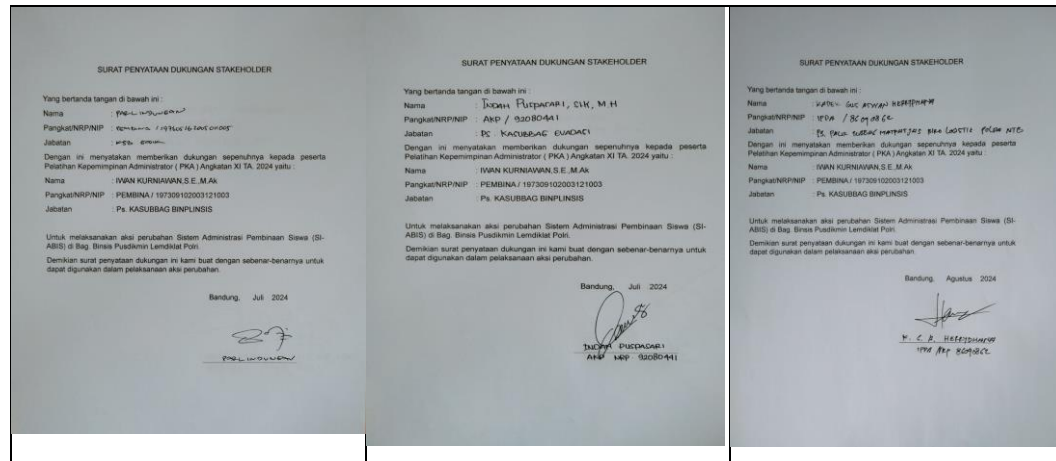 SURAT PENYATAAN DUKUNGAN STAKEHOLDER
Yang bertanda tangan di bawah ini :
Nama : PARLINDUNGAN
Pangkat/NRP/NIP : PEMBINA /
Jabatan :
Dengan ini menyatakan memberikan dukungan sepenuhnya kepada peserta
Pelatihan Kepemimpinan Administrator ( PKA ) Angkatan XI TA. 2024 yaitu :
Nama : IWAN KURNIAWAN,S.E.,M.Ak
Pangkat/NRP/NIP : PEMBINA / 197309102003121003
Jabatan : Ps. KASUBBAG BINPLINSIS
Untuk melaksanakan aksi perubahan Sistem Administrasi Pembinaan Siswa (SI-
ABIS) di Bag. Binsis Pusdikmin Lemdiklat Polri.
Demikian surat penyataan dukungan ini kami buat dengan sebenar-benarnya untuk
dapat digunakan dalam pelaksanaan aksi perubahan.
Bandung, Juli 2024
PARLINDUNGAN
SURAT PENYATAAN DUKUNGAN STAKEHOLDER
Yang bertanda tangan di bawah ini :
Nama : INDAH PUSPASARI, SIK, M.H
Pangkat/NRP/NIP : AKP / 92080441
Jabatan : PS. KASUBBAG EVADASI
Dengan ini menyatakan memberikan dukungan sepenuhnya kepada peserta
Pelatihan Kepemimpinan Administrator ( PKA ) Angkatan XI TA. 2024 yaitu :
Nama : IWAN KURNIAWAN,S.E.,M.Ak
Pangkat/NRP/NIP : PEMBINA / 197309102003121003
Jabatan : Ps. KASUBBAG BINPLINSIS
Untuk melaksanakan aksi perubahan Sistem Administrasi Pembinaan Siswa (SI-
ABIS) di Bag. Binsis Pusdikmin Lemdiklat Polri.
Demikian surat penyataan dukungan ini kami buat dengan sebenar-benarnya untuk
dapat digunakan dalam pelaksanaan aksi perubahan.
Bandung, Juli 2024
INDAH PUSPASARI
AKP NRP 92080441
SURAT PENYATAAN DUKUNGAN STAKEHOLDER
Yang bertanda tangan di bawah ini :
Nama : GUS
Pangkat/NRP/NIP : IPDA /
Jabatan : POLDA NTB
Dengan ini menyatakan memberikan dukungan sepenuhnya kepada peserta
Pelatihan Kepemimpinan Administrator ( PKA ) Angkatan XI TA. 2024 yaitu :
Nama : IWAN KURNIAWAN,S.E.,M.Ak
Pangkat/NRP/NIP : PEMBINA / 197309102003121003
Jabatan : Ps. KASUBBAG BINPLINSIS
Untuk melaksanakan aksi perubahan Sistem Administrasi Pembinaan Siswa (SI-
ABIS) di Bag. Binsis Pusdikmin Lemdiklat Polri.
Demikian surat penyataan dukungan ini kami buat dengan sebenar-benarnya untuk
dapat digunakan dalam pelaksanaan aksi perubahan.
Bandung, Agustus 2024